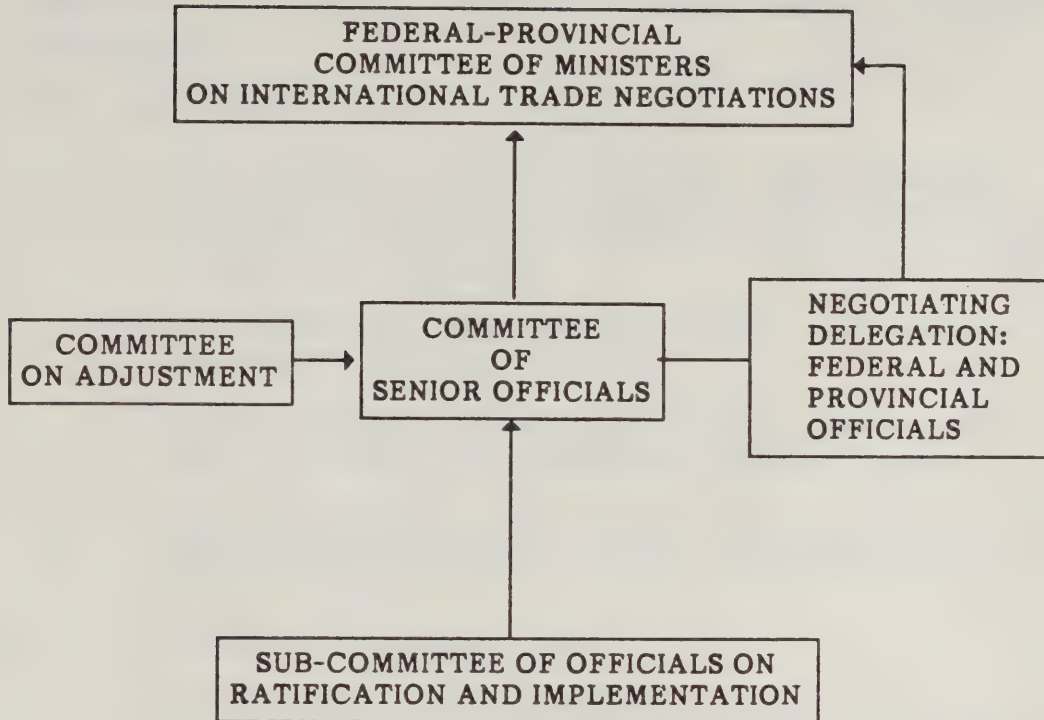 FEDERAL-PROVINCIAL
COMMITTEE OF MINISTERS
ON INTERNATIONAL TRADE NEGOTIATIONS
COMMITTEE
ON ADJUSTMENT
COMMITTEE
OF
SENIOR OFFICIALS
NEGOTIATING
DELEGATION:
FEDERAL AND
PROVINCIAL
OFFICIALS
SUB-COMMITTEE OF OFFICIALS ON
RATIFICATION AND IMPLEMENTATION